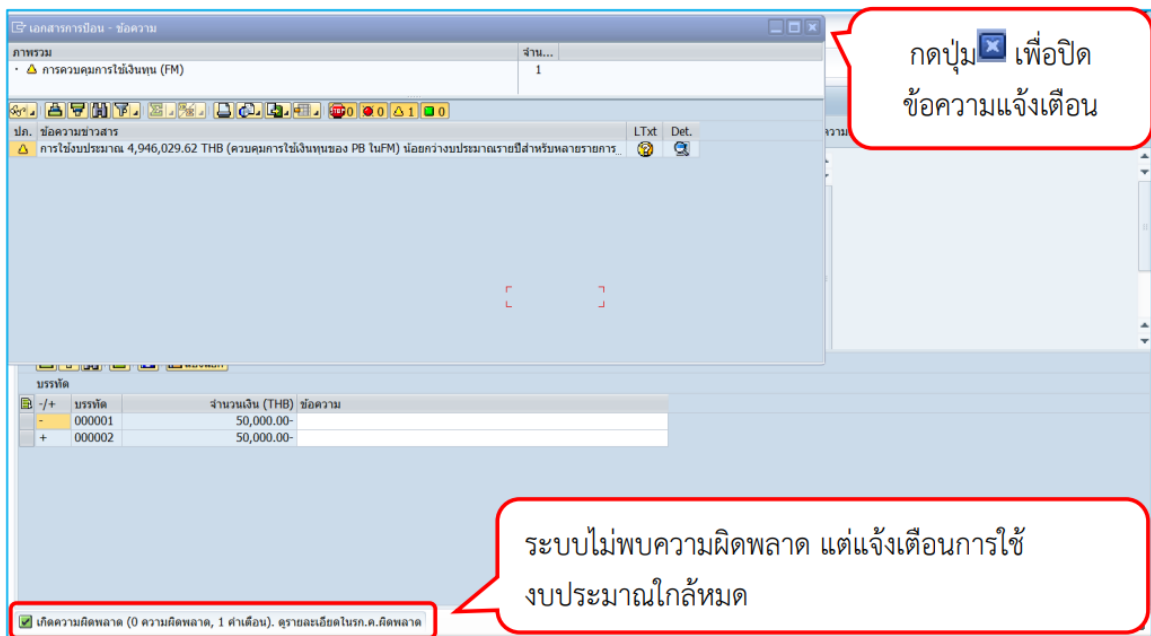 เอกสารการป้อน - ข้อความ
ภาพรวม จำน...
· การควบคุมการใช้เงินทุน (FM) 1
0 0 1 0
ปภ. ข้อความข่าวสาร LTxt Det.
การใช้งบประมาณ 4,946,029.62 THB (ควบคุมการใช้เงินทุนของ PB ในFM) น้อยกว่างบประมาณรายปีสำหรับหลายรายการ...
กดปุ่ม เพื่อปิด
ข้อความแจ้งเตือน
บรรทัด
-/+ บรรทัด จำนวนเงิน (THB) ข้อความ
- 000001 50,000.00-
+ 000002 50,000.00-
ระบบไม่พบความผิดพลาด แต่แจ้งเตือนการใช้
งบประมาณใกล้หมด
เกิดความผิดพลาด (0 ความผิดพลาด, 1 คำเตือน). ดูรายละเอียดในรก.ค.ผิดพลาด